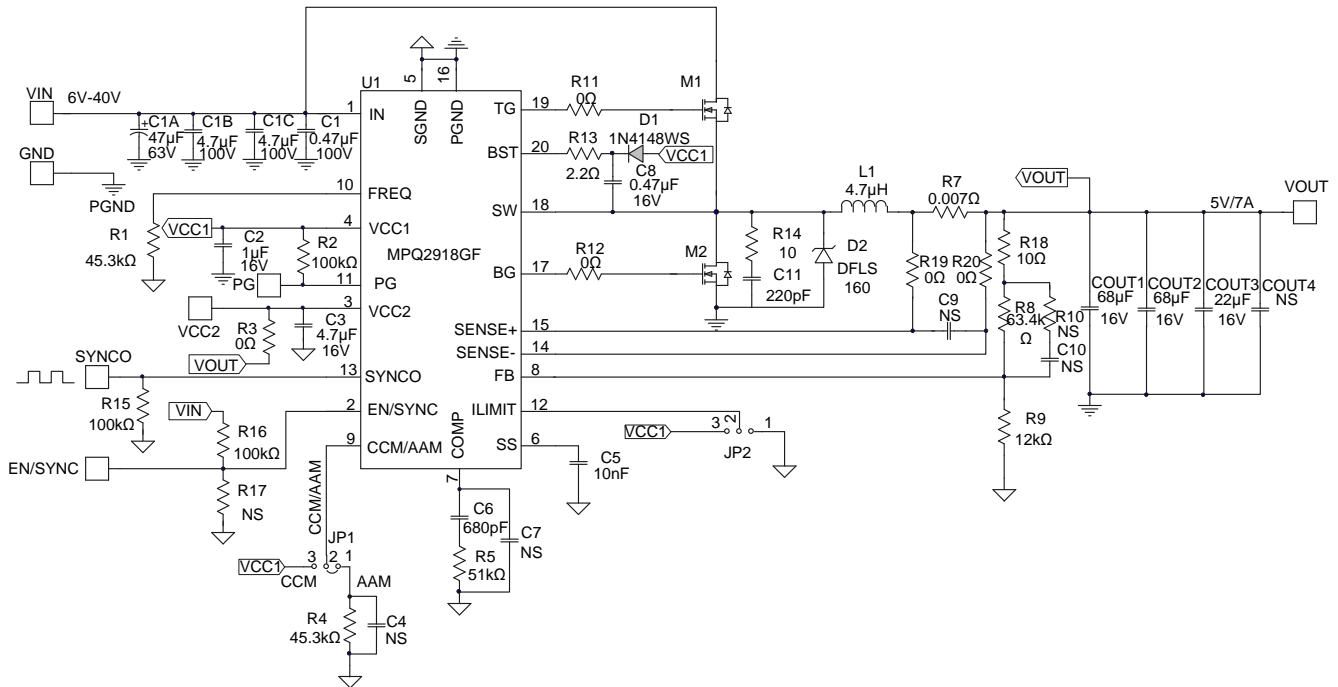 U1
MPQ2918GF
5
SGND
16
PGND
VIN
6V-40V
+C1A
47µF
63V
C1B
4.7µF
100V
C1C
4.7µF
100V
C1
0.47µF
100V
1
IN
GND
PGND
10
FREQ
R1
45.3kΩ
VCC1
4
VCC1
C2
1µF
16V
R2
100kΩ
PG
11
PG
VCC2
3
VCC2
R3
0Ω
VOUT
C3
4.7µF
16V
SYNCO
13
SYNCO
R15
100kΩ
VIN
2
EN/SYNC
R16
100kΩ
EN/SYNC
R17
NS
9
CCM/AAM
CCM/AAM
JP1
VCC1
3
2
1
CCM
AAM
R4
45.3kΩ
C4
NS
COMP
7
C6
680pF
R5
51kΩ
C7
NS
TG
19
R11
0Ω
M1
BST
20
R13
2.2Ω
D1
1N4148WS
VCC1
C8
0.47µF
16V
SW
18
BG
17
R12
0Ω
M2
R14
10
C11
220pF
D2
DFLS
160
L1
4.7µH
R7
0.007Ω
R19
0Ω
R20
0Ω
C9
NS
SENSE+
15
SENSE-
14
FB
8
ILIMIT
12
VCC1
3
2
1
JP2
SS
6
C5
10nF
VOUT
5V/7A
VOUT
R18
10Ω
R8
63.4k
Ω
R10
NS
C10
NS
R9
12kΩ
COUT1
68µF
16V
COUT2
68µF
16V
COUT3
22µF
16V
COUT4
NS